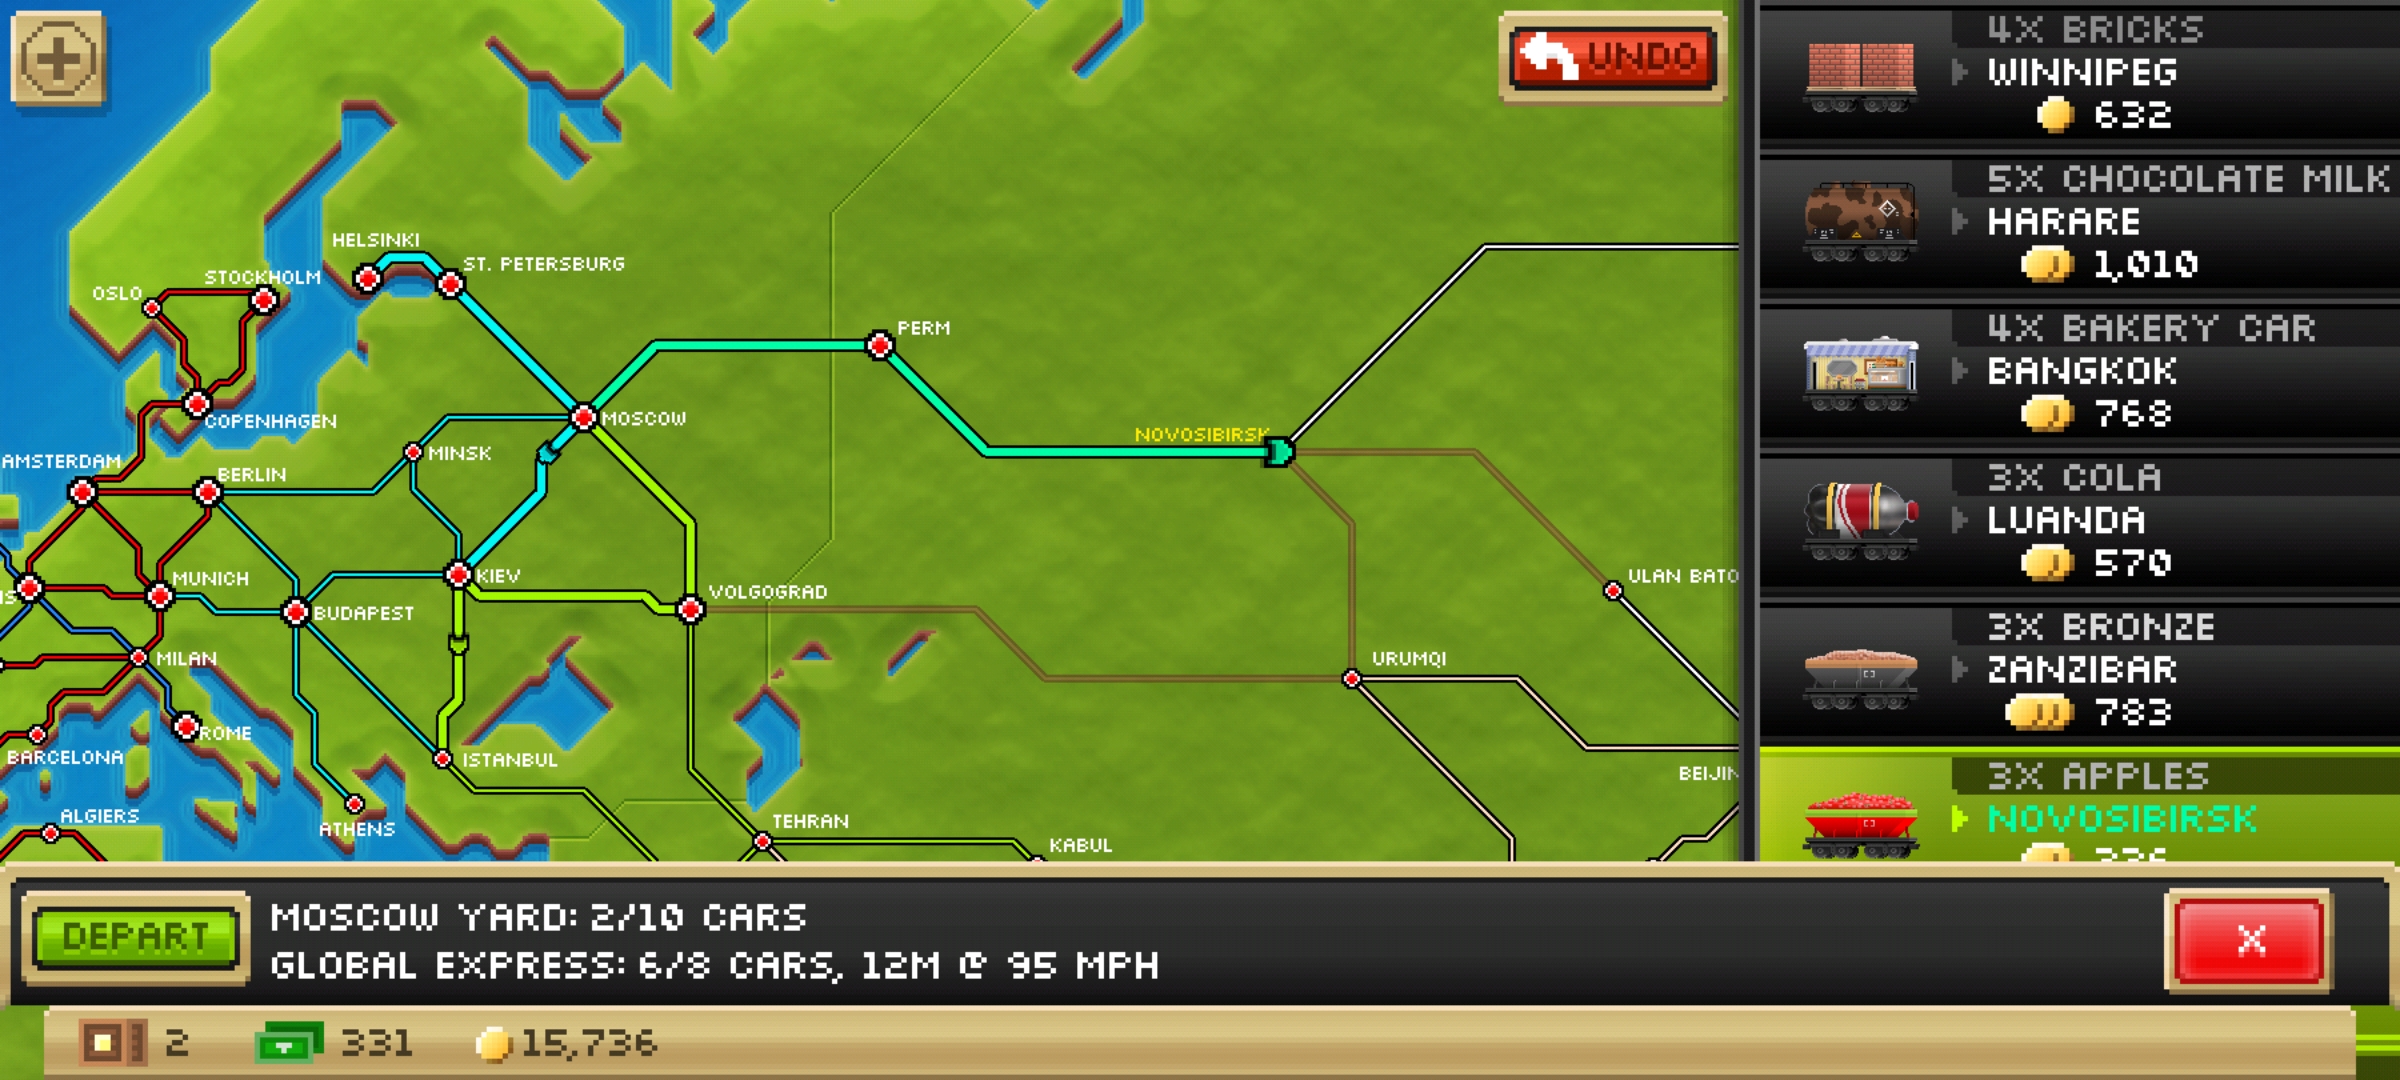 UNDO
HELSINKI
ST. PETERSBURG
STOCKHOLM
OSLO
PERM
COPENHAGEN
MOSCOW
NOVOSIBIRSK
MINSK
AMSTERDAM
BERLIN
MUNICH
KIEV
ULAN BATO
VOLGOGRAD
BUDAPEST
MILAN
URUMQI
ROME
BARCELONA
ISTANBUL
BEIJIN
ALGIERS
ATHENS
TEHRAN
KABUL
4X BRICKS
WINNIPEG
632
5X CHOCOLATE MILK
HARARE
1,010
4X BAKERY CAR
BANGKOK
768
3X COLA
LUANDA
570
3X BRONZE
ZANZIBAR
783
3X APPLES
NOVOSIBIRSK
DEPART
MOSCOW YARD: 2/10 CARS
GLOBAL EXPRESS: 6/8 CARS, 12M @ 95 MPH
X
2
331
15,736